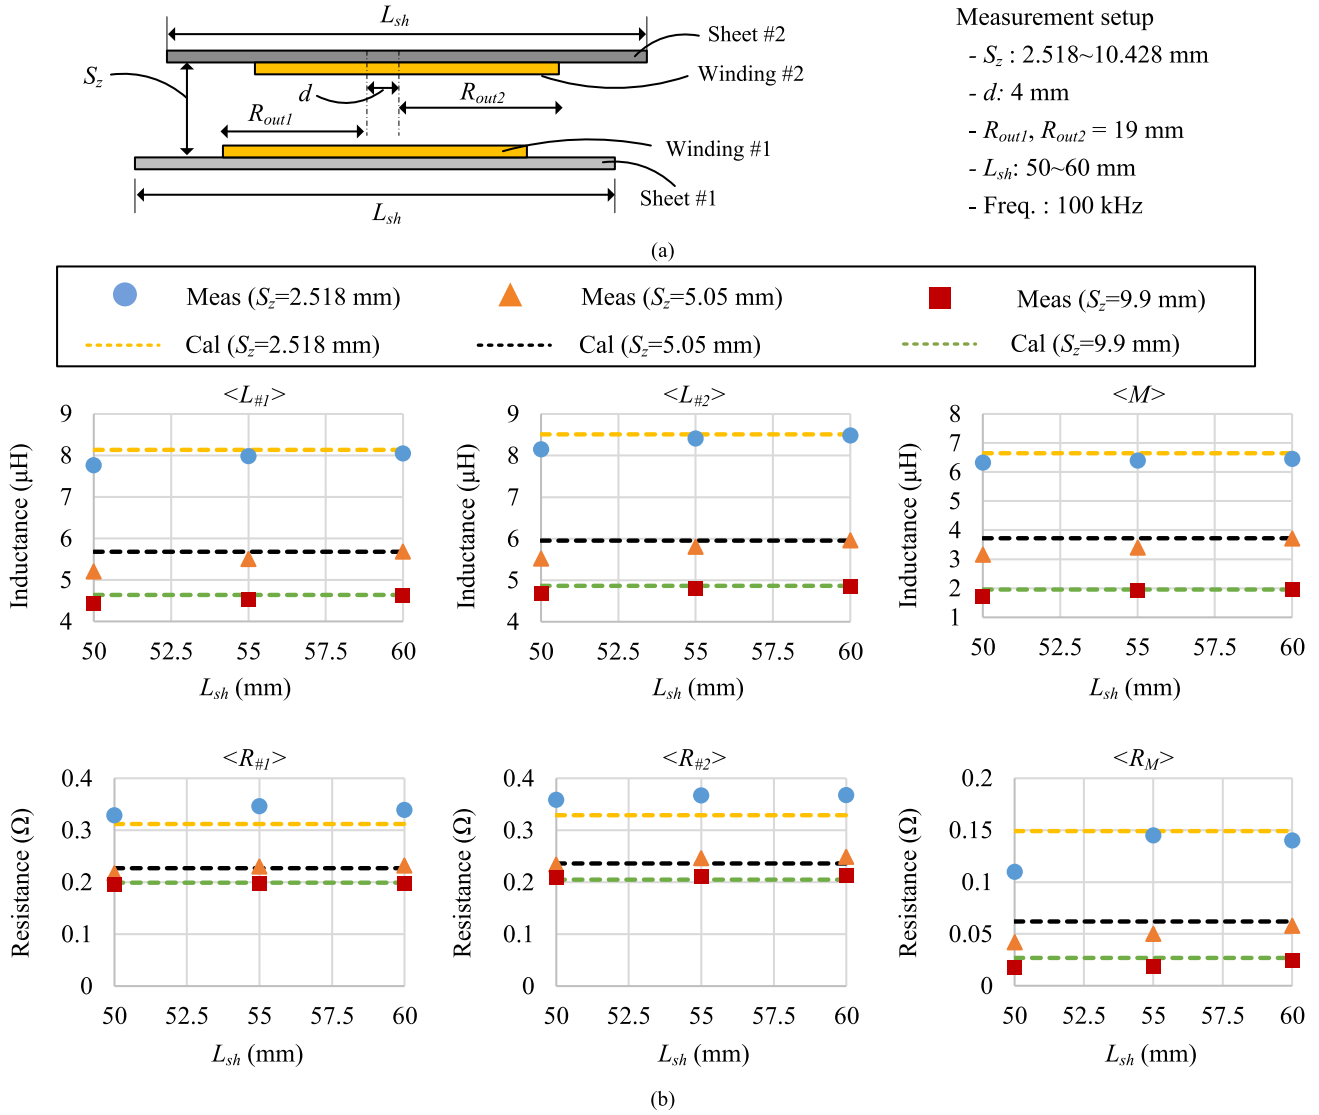 L_sh
Sheet #2
Winding #2
S_z
d
R_out2
R_out1
Winding #1
Sheet #1
L_sh
Measurement setup
- S_z : 2.518~10.428 mm
- d: 4 mm
- R_out1, R_out2 = 19 mm
- L_sh: 50~60 mm
- Freq. : 100 kHz
(a)
Meas (S_z=2.518 mm) Meas (S_z=5.05 mm) Meas (S_z=9.9 mm)
Cal (S_z=2.518 mm) Cal (S_z=5.05 mm) Cal (S_z=9.9 mm)
<L_#1>
Inductance (μH)
9
8
7
6
5
4
50 52.5 55 57.5 60
L_sh (mm)
<L_#2>
Inductance (μH)
9
8
7
6
5
4
50 52.5 55 57.5 60
L_sh (mm)
<M>
Inductance (μH)
8
7
6
5
4
3
2
1
50 52.5 55 57.5 60
L_sh (mm)
<R_#1>
Resistance (Ω)
0.4
0.3
0.2
0.1
0
50 52.5 55 57.5 60
L_sh (mm)
<R_#2>
Resistance (Ω)
0.4
0.3
0.2
0.1
0
50 52.5 55 57.5 60
L_sh (mm)
<R_M>
Resistance (Ω)
0.2
0.15
0.1
0.05
0
50 52.5 55 57.5 60
L_sh (mm)
(b)